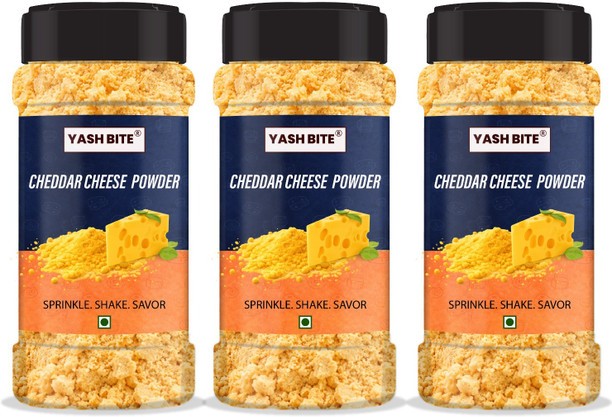 YASH BITE®
CHEDDAR CHEESE POWDER
SPRINKLE. SHAKE. SAVOR
YASH BITE®
CHEDDAR CHEESE POWDER
SPRINKLE. SHAKE. SAVOR
YASH BITE®
CHEDDAR CHEESE POWDER
SPRINKLE. SHAKE. SAVOR